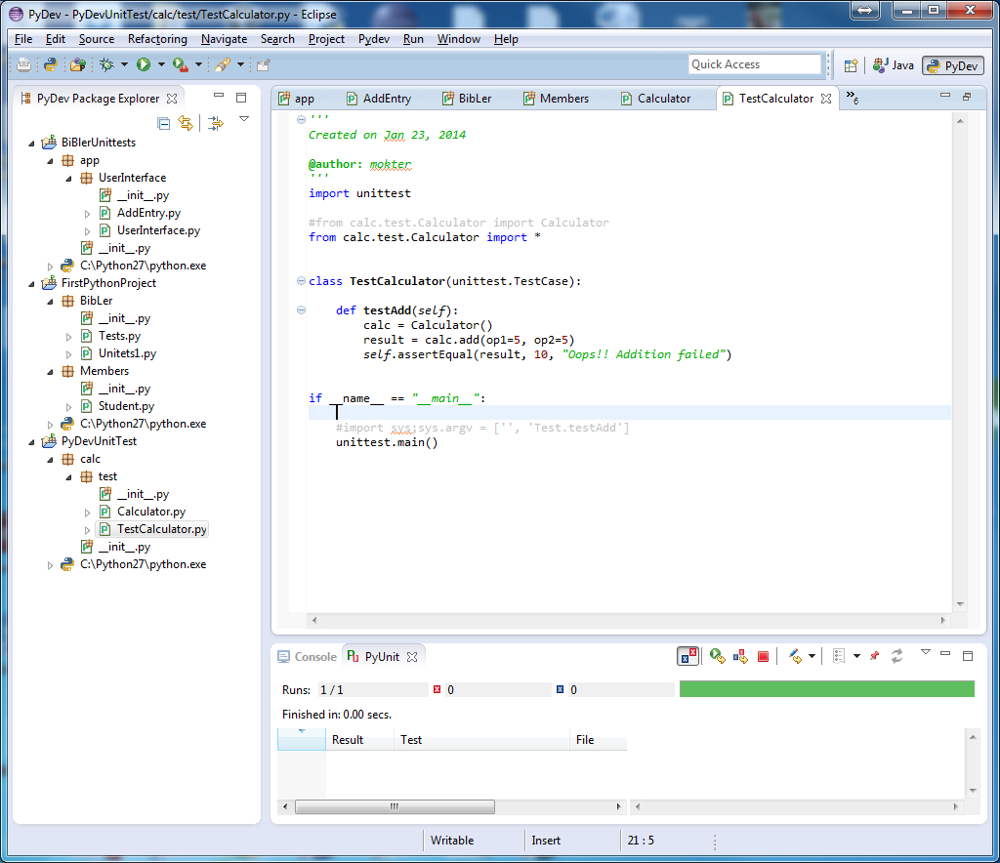 PyDev - PyDevUnitTest/calc/test/TestCalculator.py - Eclipse
File Edit Source Refactoring Navigate Search Project Pydev Run Window Help
Quick Access
Java
PyDev
PyDev Package Explorer
BiBlerUnittests
app
UserInterface
__init__.py
AddEntry.py
UserInterface.py
__init__.py
C:\Python27\python.exe
FirstPythonProject
BibLer
__init__.py
Tests.py
Unitets1.py
Members
__init__.py
Student.py
C:\Python27\python.exe
PyDevUnitTest
calc
test
__init__.py
Calculator.py
TestCalculator.py
__init__.py
C:\Python27\python.exe
app AddEntry BibLer Members Calculator TestCalculator »6
'''
Created on Jan 23, 2014
@author: mokter
'''
import unittest
#from calc.test.Calculator import Calculator
from calc.test.Calculator import *
class TestCalculator(unittest.TestCase):
def testAdd(self):
calc = Calculator()
result = calc.add(op1=5, op2=5)
self.assertEqual(result, 10, "Oops!! Addition failed")
if __name__ == "__main__":
#import sys;sys.argv = ['', 'Test.testAdd']
unittest.main()
Console PyUnit
Runs: 1 / 1 0 0
Finished in: 0.00 secs.
Result Test File
Writable Insert 21 : 5